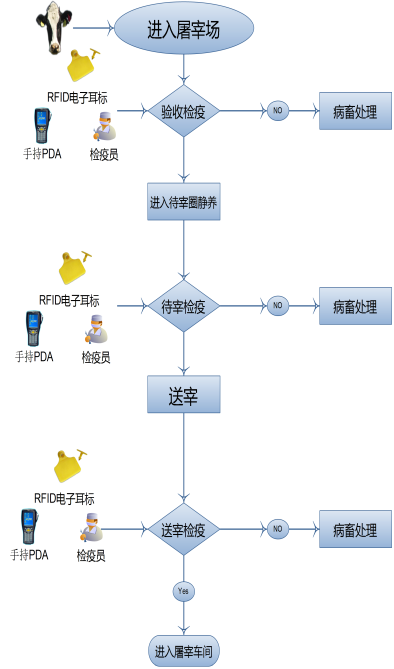 进入屠宰场
RFID电子耳标
验收检疫
NO
病畜处理
手持PDA
检疫员
进入待宰圈静养
RFID电子耳标
待宰检疫
NO
病畜处理
手持PDA
检疫员
送宰
RFID电子耳标
送宰检疫
NO
病畜处理
手持PDA
检疫员
Yes
进入屠宰车间